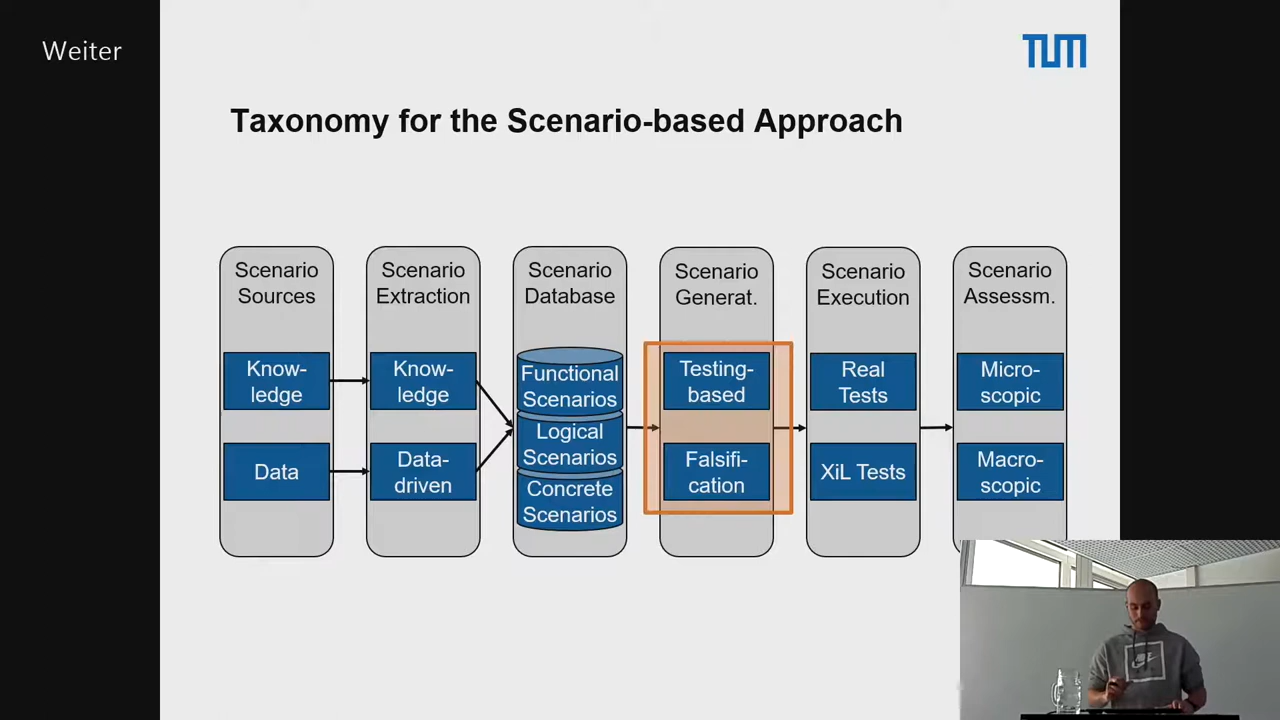 Weiter
TUM
Taxonomy for the Scenario-based Approach
Scenario
Sources
Know-
ledge
Data
Scenario
Extraction
Know-
ledge
Data-
driven
Scenario
Database
Functional
Scenarios
Logical
Scenarios
Concrete
Scenarios
Scenario
Generat.
Testing-
based
Falsifi-
cation
Scenario
Execution
Real
Tests
XiL Tests
Scenario
Assessm.
Micro-
scopic
Macro-
scopic